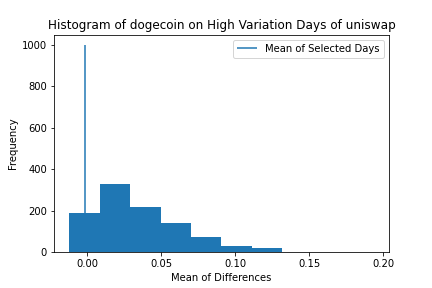 Histogram of dogecoin on High Variation Days of uniswap
Mean of Selected Days
1000
800
600
400
200
0
Frequency
0.00 0.05 0.10 0.15 0.20
Mean of Differences